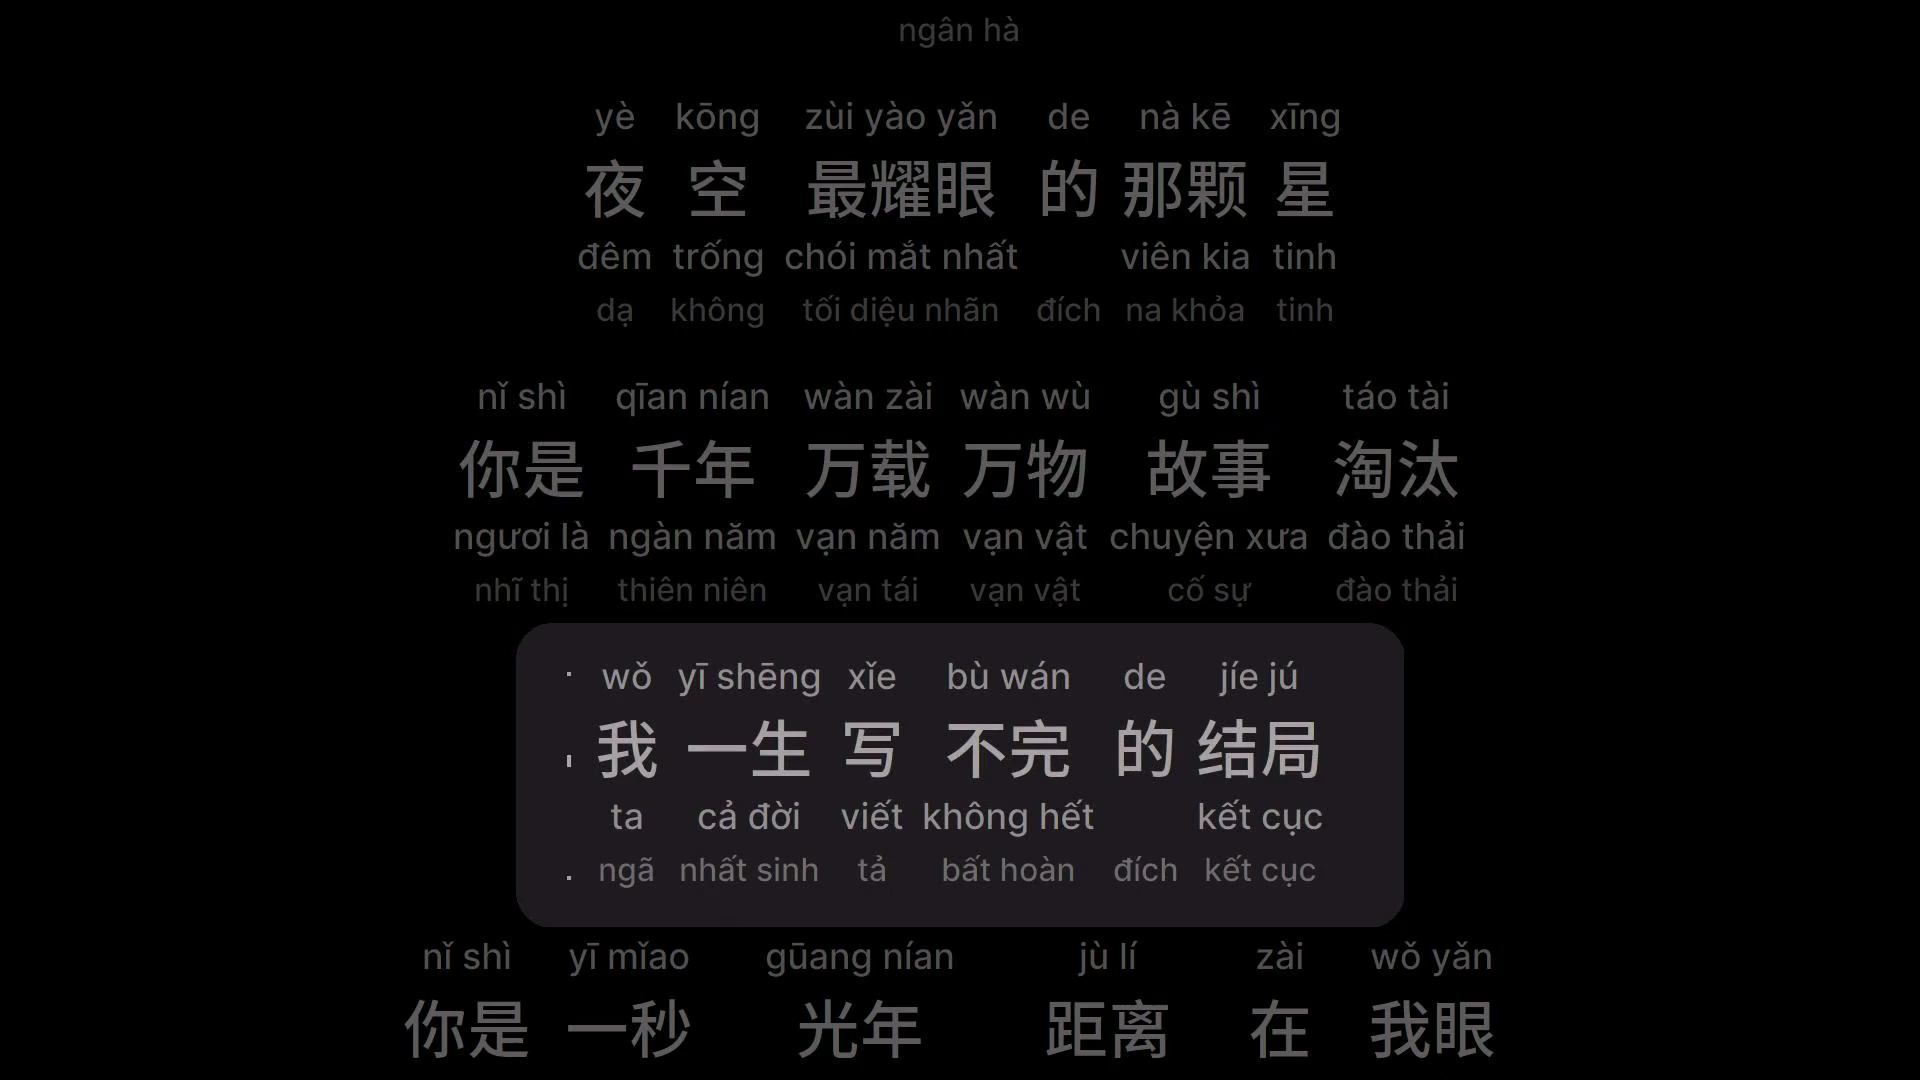 ngân hà
yè kōng zùi yào yǎn de nà kē xīng
夜 空 最耀眼 的 那颗 星
đêm trống chói mắt nhất viên kia tinh
dạ không tối diệu nhãn đích na khỏa tinh
nǐ shì qīan nían wàn zài wàn wù gù shì táo tài
你是 千年 万载 万物 故事 淘汰
ngươi là ngàn năm vạn năm vạn vật chuyện xưa đào thải
nhĩ thị thiên niên vạn tái vạn vật cố sự đào thải
wǒ yī shēng xǐe bù wán de jíe jú
我 一生 写 不完 的 结局
ta cả đời viết không hết kết cục
ngã nhất sinh tả bất hoàn đích kết cục
nǐ shì yī mǐao gūang nían jù lí zài wǒ yǎn
你是 一秒 光年 距离 在 我眼